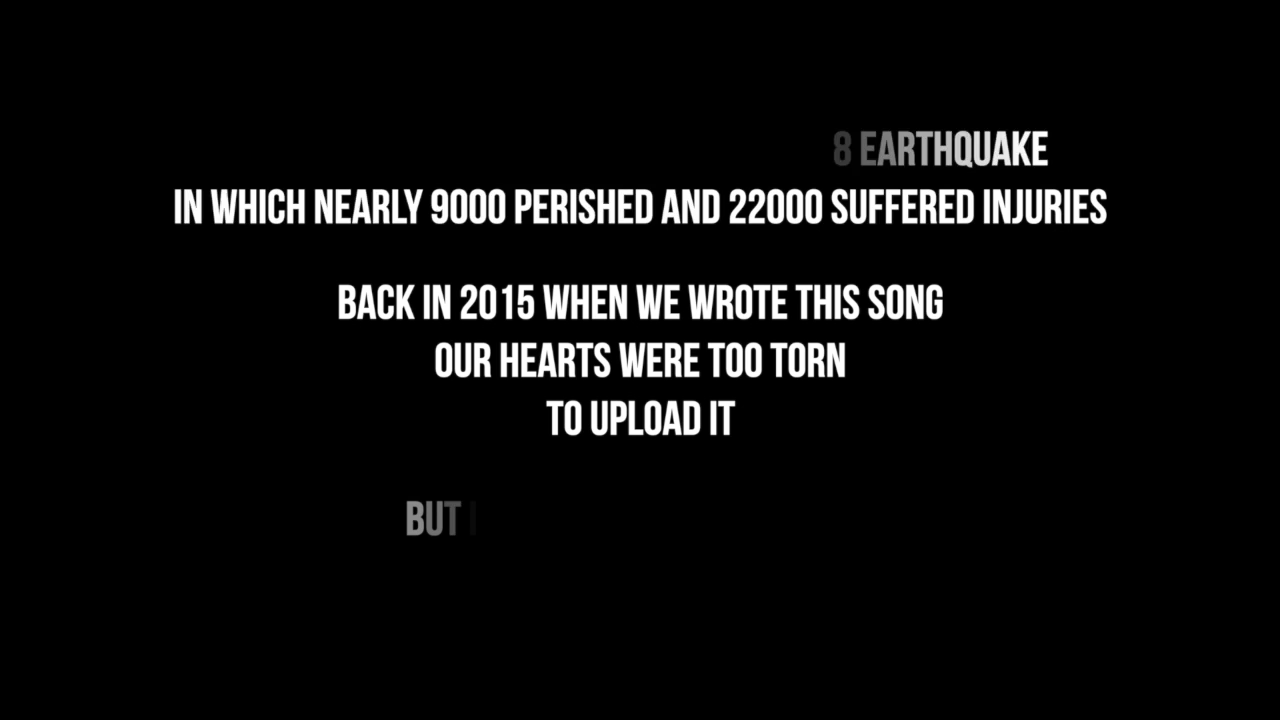 8 EARTHQUAKE
IN WHICH NEARLY 9000 PERISHED AND 22000 SUFFERED INJURIES
BACK IN 2015 WHEN WE WROTE THIS SONG
OUR HEARTS WERE TOO TORN
TO UPLOAD IT
BUT